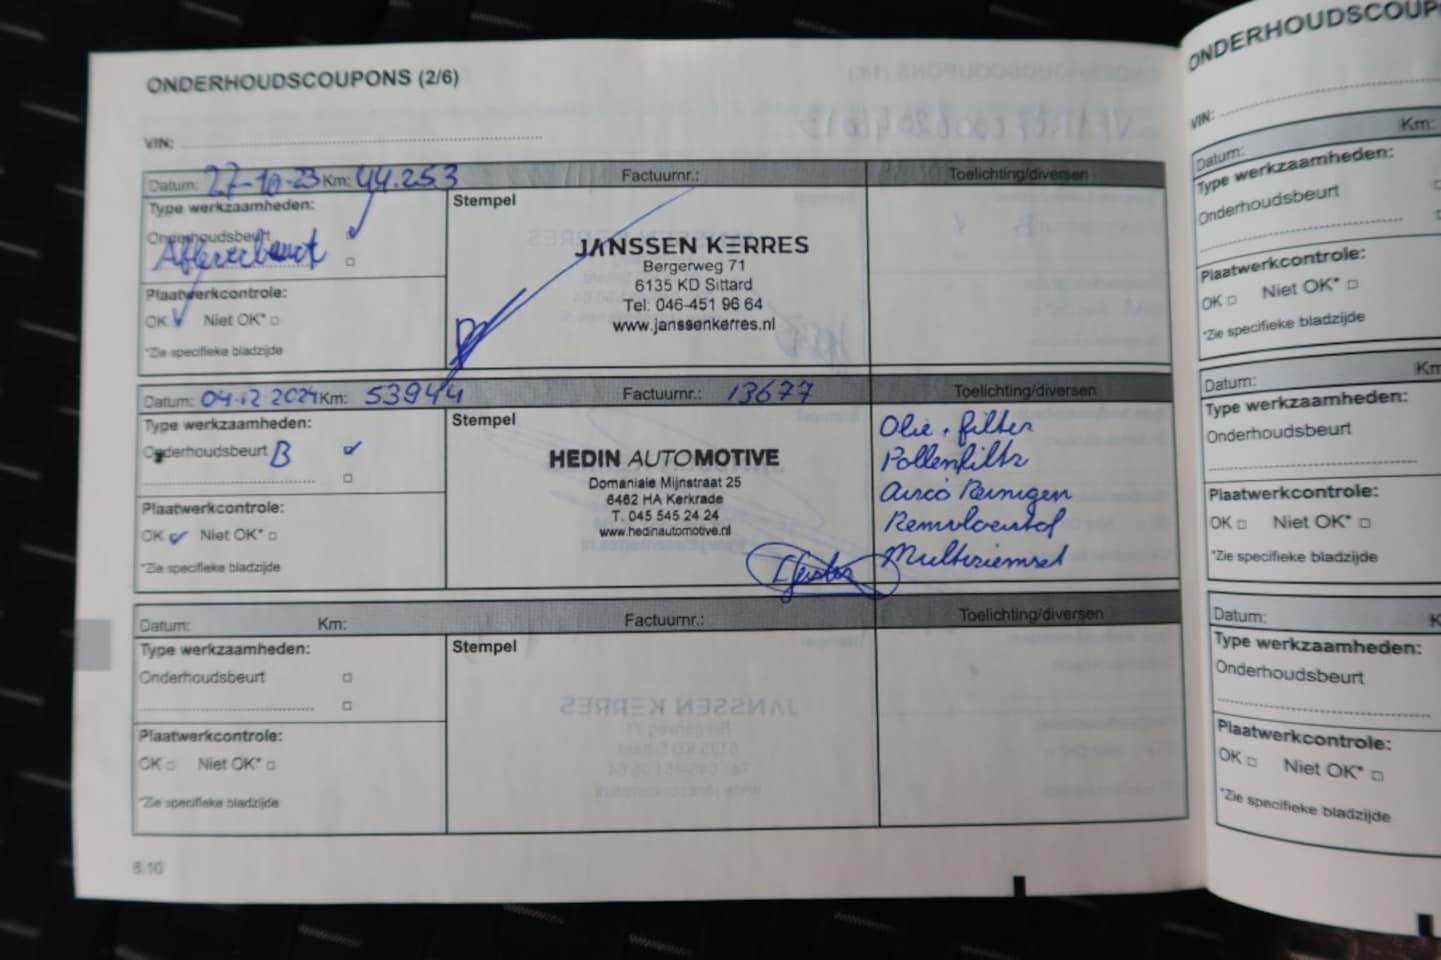 ONDERHOUDSCOUPONS (2/6)
VIN:
Datum: 27-10-23 Km: 44.253 Factuurnr.: Toelichting/diversen
Type werkzaamheden:
Onderhoudsbeurt
Afleverbeurt
Plaatwerkcontrole:
OK Niet OK*
*Zie specifieke bladzijde
Stempel
JANSSEN KERRES
Bergerweg 71
6135 KD Sittard
Tel: 046-451 96 64
www.janssenkerres.nl
Datum: 04-12-2024 Km: 53944 Factuurnr.: 13677 Toelichting/diversen
Type werkzaamheden:
Onderhoudsbeurt B
Plaatwerkcontrole:
OK Niet OK*
*Zie specifieke bladzijde
Stempel
HEDIN AUTOMOTIVE
Domaniale Mijnstraat 25
6462 HA Kerkrade
T. 045 545 24 24
www.hedinautomotive.nl
Olie + filter
Pollenfiltr
Airco Reinigen
Remvloeistof
Multiriemset
Datum: Km: Factuurnr.: Toelichting/diversen
Type werkzaamheden:
Onderhoudsbeurt
Plaatwerkcontrole:
OK Niet OK*
*Zie specifieke bladzijde
Stempel
6.10
ONDERHOUDSCOUP
VIN:
Datum: Km:
Type werkzaamheden:
Onderhoudsbeurt
Plaatwerkcontrole:
OK Niet OK*
*Zie specifieke bladzijde
Datum: Km
Type werkzaamheden:
Onderhoudsbeurt
Plaatwerkcontrole:
OK Niet OK*
*Zie specifieke bladzijde
Datum: K
Type werkzaamheden:
Onderhoudsbeurt
Plaatwerkcontrole:
OK Niet OK*
*Zie specifieke bladzijde